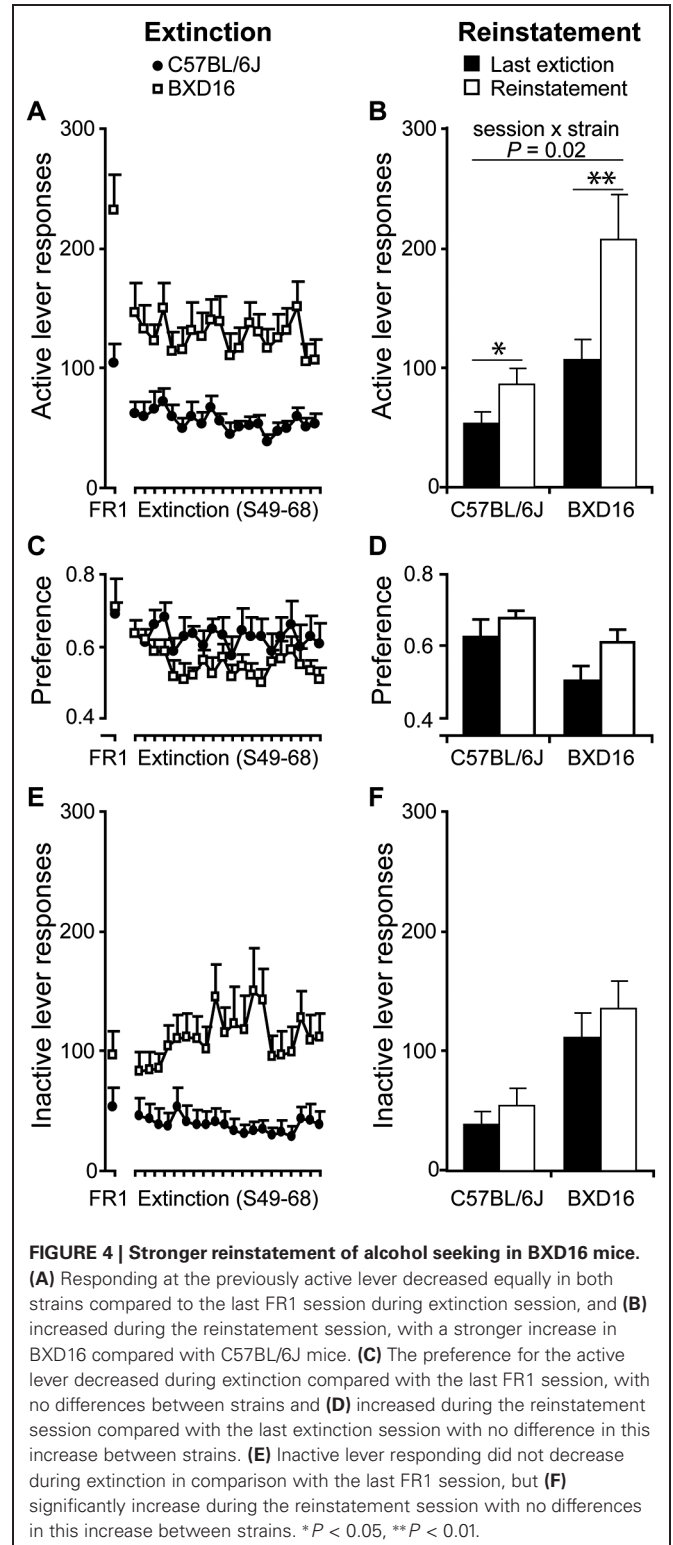 Extinction
C57BL/6J
BXD16
Reinstatement
Last extiction
Reinstatement
A
Active lever responses
300
200
100
0
FR1 Extinction (S49-68)
B
Active lever responses
300
200
100
0
session x strain
P = 0.02
*
**
C57BL/6J BXD16
C
Preference
0.8
0.6
0.4
FR1 Extinction (S49-68)
D
Preference
0.8
0.6
0.4
C57BL/6J BXD16
E
Inactive lever responses
300
200
100
0
FR1 Extinction (S49-68)
F
Inactive lever responses
300
200
100
0
C57BL/6J BXD16
FIGURE 4 | Stronger reinstatement of alcohol seeking in BXD16 mice.
(A) Responding at the previously active lever decreased equally in both
strains compared to the last FR1 session during extinction session, and (B)
increased during the reinstatement session, with a stronger increase in
BXD16 compared with C57BL/6J mice. (C) The preference for the active
lever decreased during extinction compared with the last FR1 session, with
no differences between strains and (D) increased during the reinstatement
session compared with the last extinction session with no difference in this
increase between strains. (E) Inactive lever responding did not decrease
during extinction in comparison with the last FR1 session, but (F)
significantly increase during the reinstatement session with no differences
in this increase between strains. *P < 0.05, **P < 0.01.